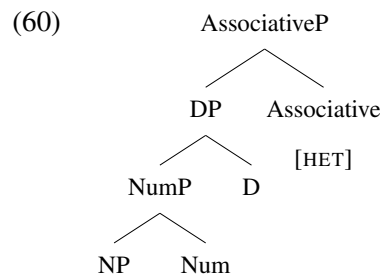 (60) AssociativeP
DP Associative
[HET]
NumP D
NP Num